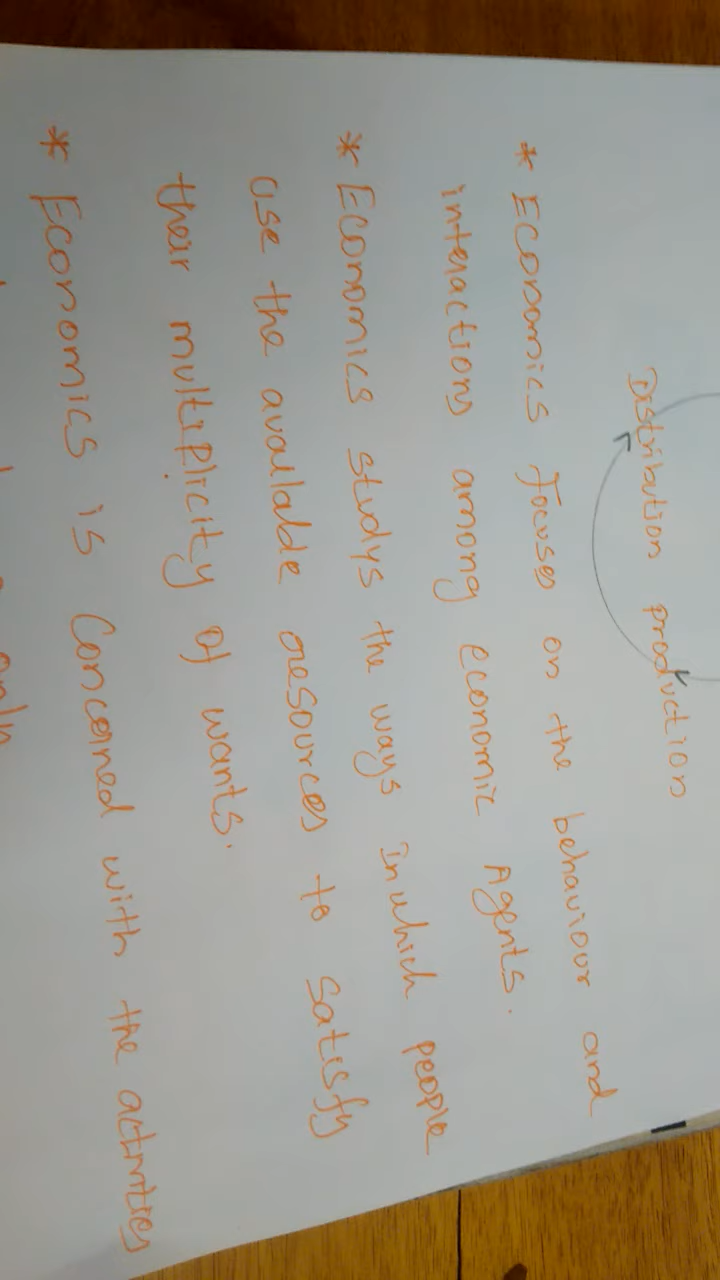 Distribution production
* Economics focuses on the behaviour and
interactions among economic Agents.
* Economics studys the ways In which people
use the available resources to satisfy
their multiplicity of wants.
* Economics is Concerned with the activities
only